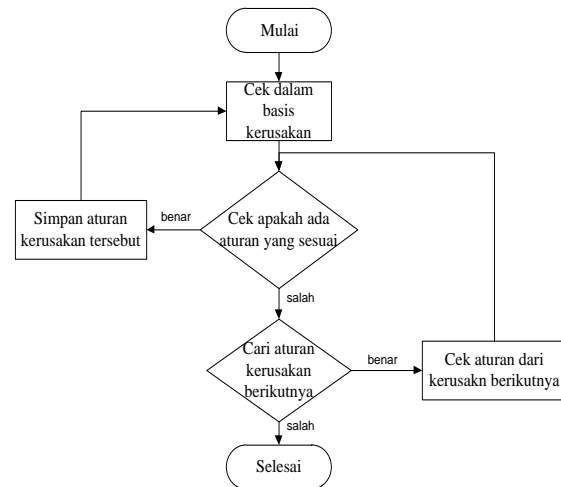 Mulai
Cek dalam
basis
kerusakan
Simpan aturan
kerusakan tersebut
benar
Cek apakah ada
aturan yang sesuai
salah
Cari aturan
kerusakan
berikutnya
benar
Cek aturan dari
kerusakn berikutnya
salah
Selesai